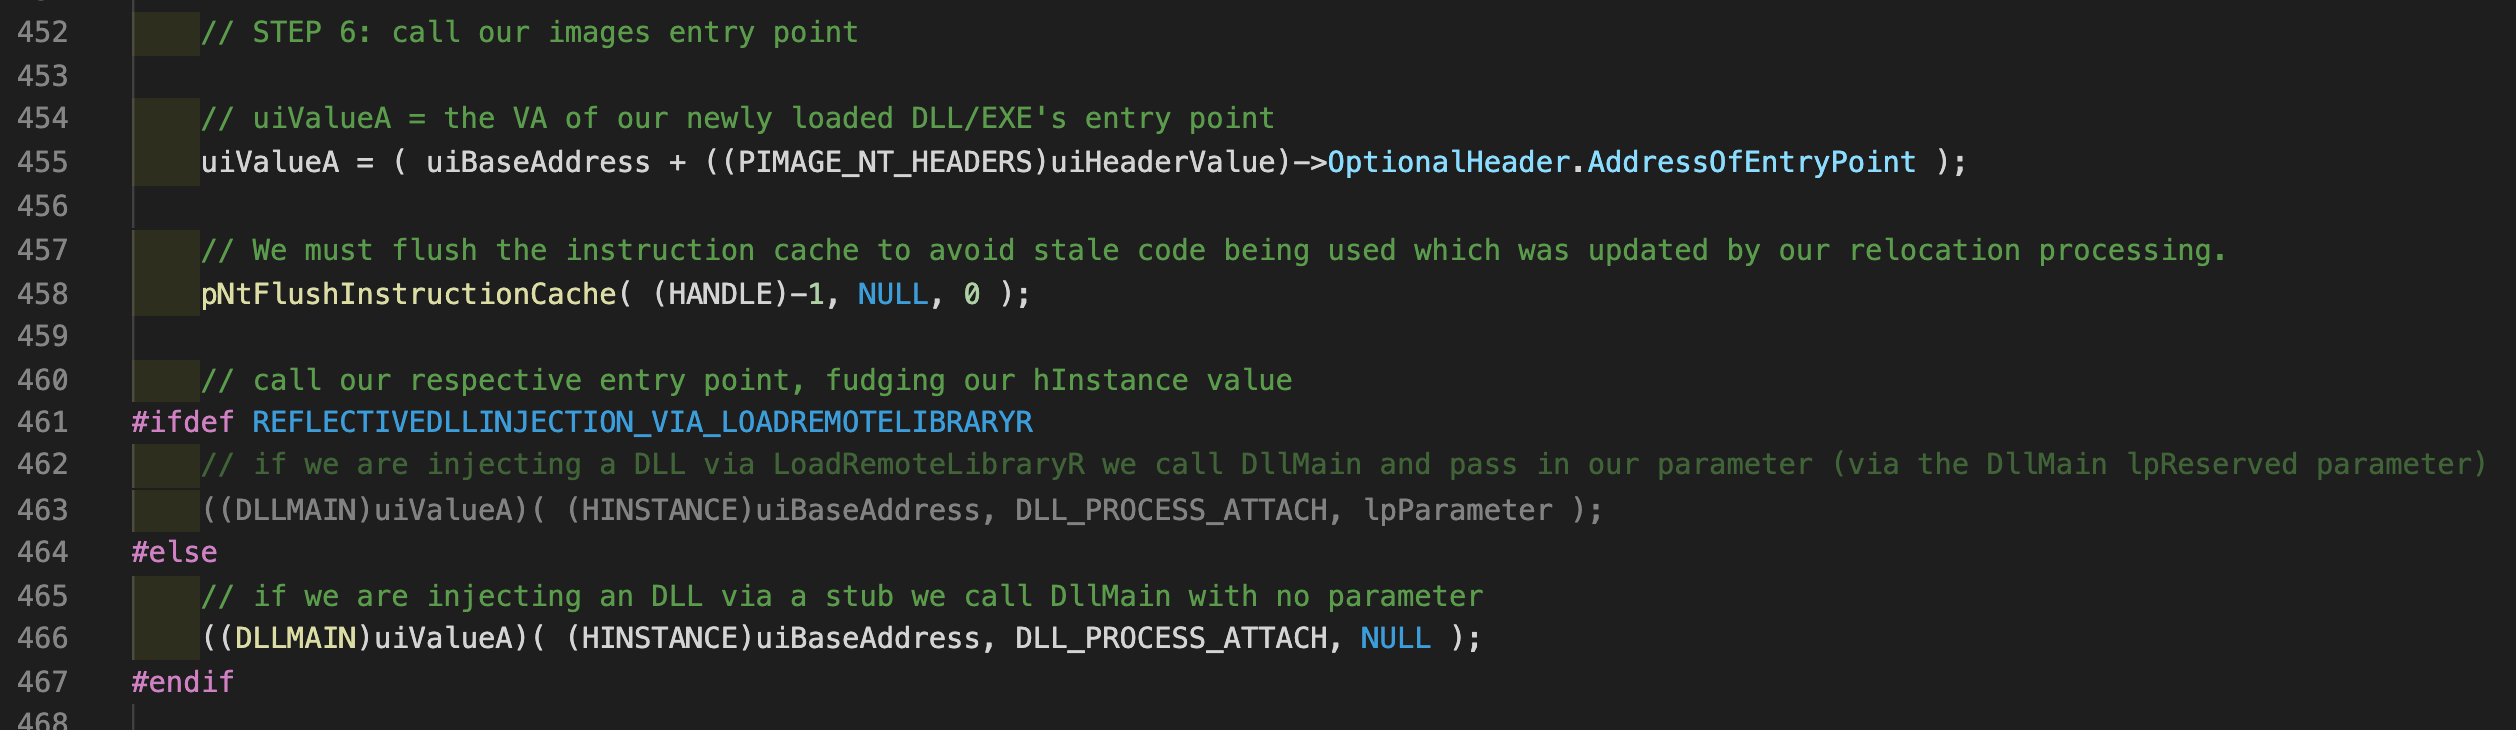 452 // STEP 6: call our images entry point
453
454 // uiValueA = the VA of our newly loaded DLL/EXE's entry point
455 uiValueA = ( uiBaseAddress + ((PIMAGE_NT_HEADERS)uiHeaderValue)->OptionalHeader.AddressOfEntryPoint );
456
457 // We must flush the instruction cache to avoid stale code being used which was updated by our relocation processing.
458 pNtFlushInstructionCache( (HANDLE)-1, NULL, 0 );
459
460 // call our respective entry point, fudging our hInstance value
461 #ifdef REFLECTIVEDLLINJECTION_VIA_LOADREMOTELIBRARYR
462 // if we are injecting a DLL via LoadRemoteLibraryR we call DllMain and pass in our parameter (via the DllMain lpReserved parameter)
463 ((DLLMAIN)uiValueA)( (HINSTANCE)uiBaseAddress, DLL_PROCESS_ATTACH, lpParameter );
464 #else
465 // if we are injecting an DLL via a stub we call DllMain with no parameter
466 ((DLLMAIN)uiValueA)( (HINSTANCE)uiBaseAddress, DLL_PROCESS_ATTACH, NULL );
467 #endif
468